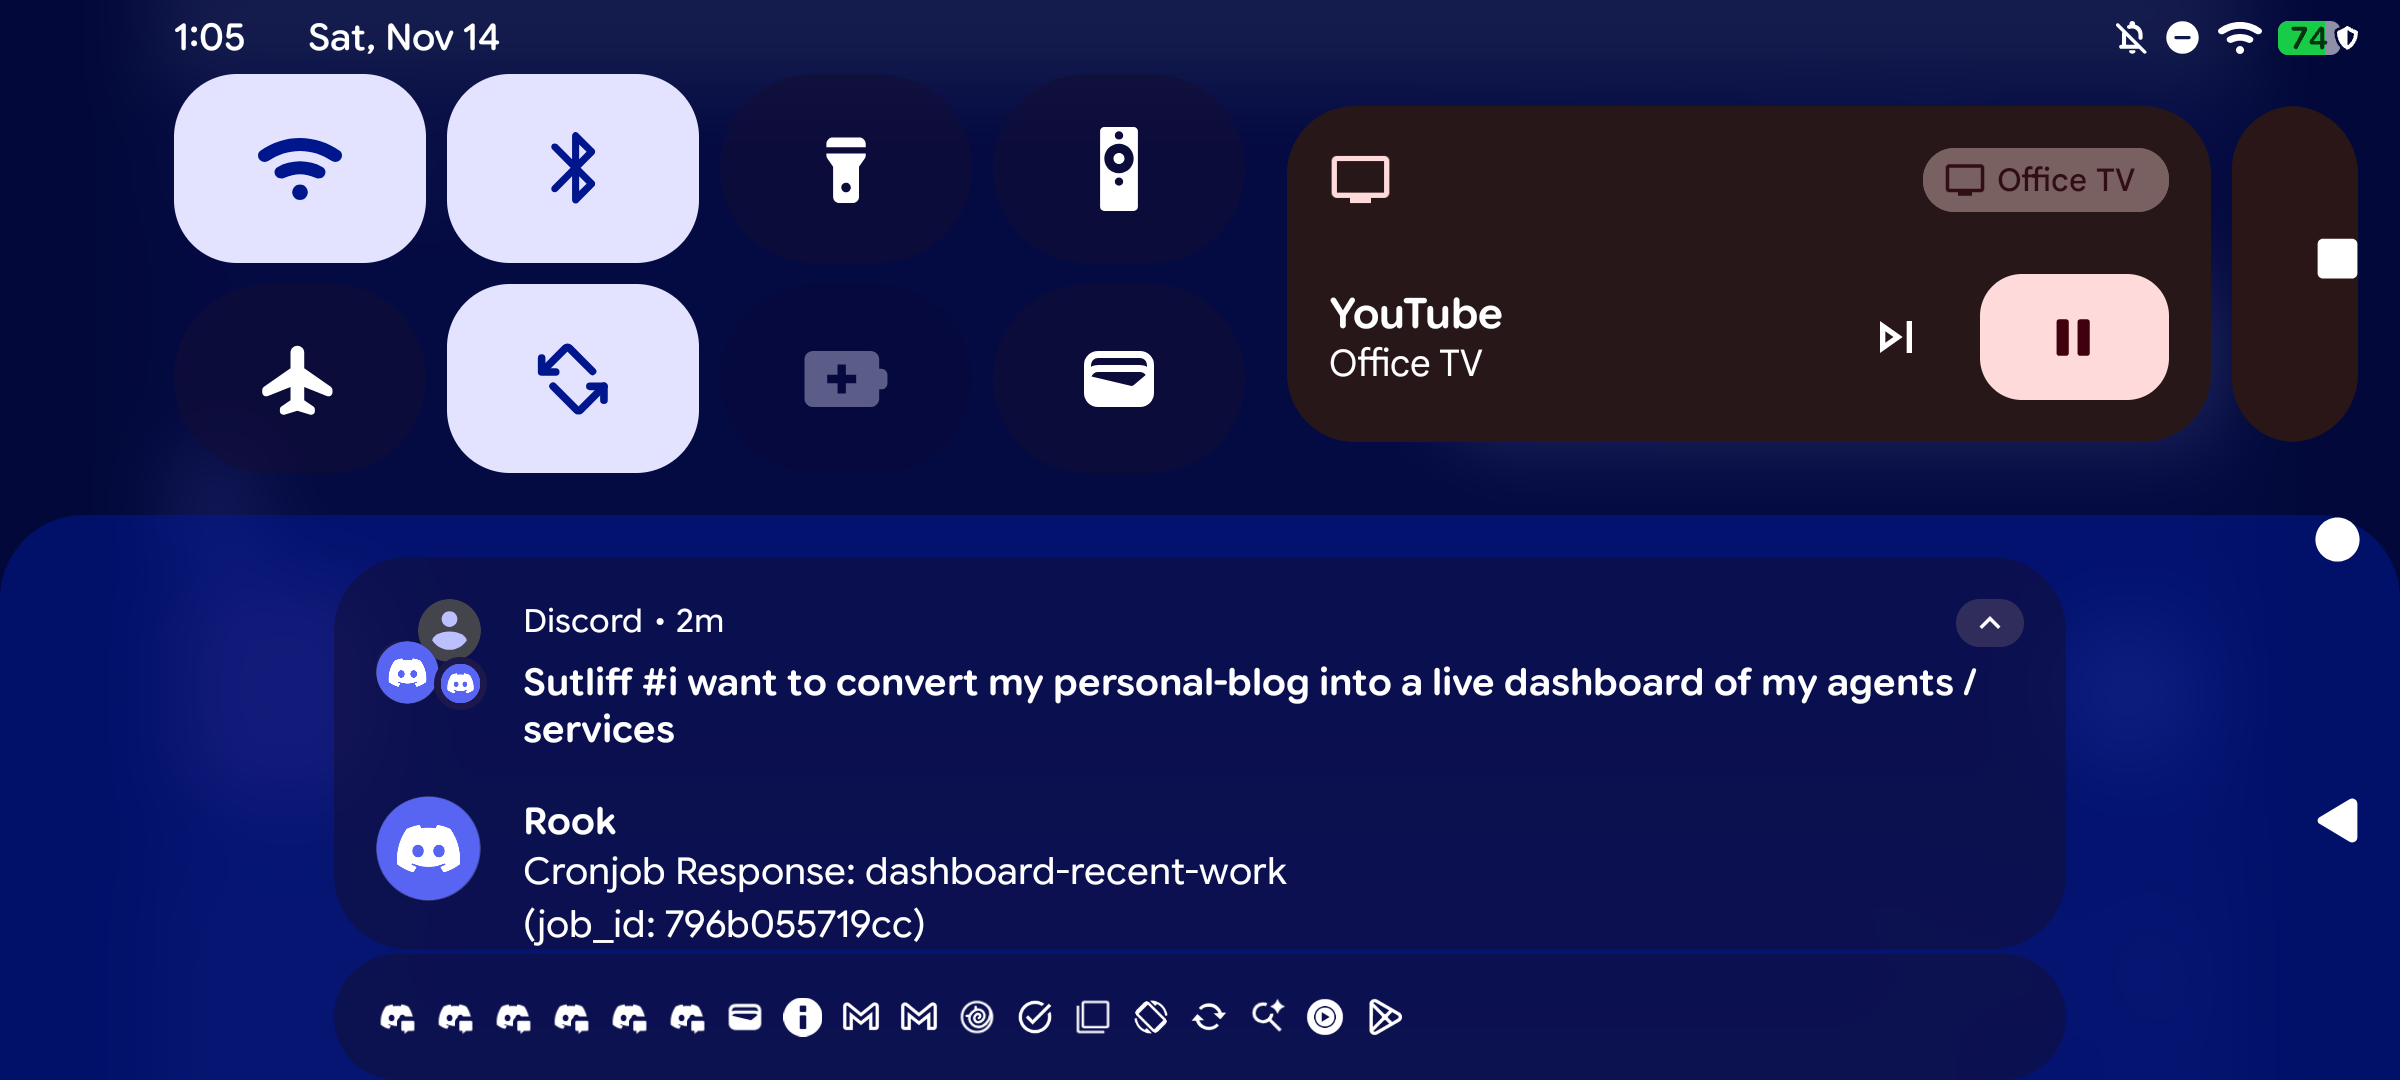 1:05 Sat, Nov 14
74
Office TV
YouTube
Office TV
Discord • 2m
Sutliff #i want to convert my personal-blog into a live dashboard of my agents /
services
Rook
Cronjob Response: dashboard-recent-work
(job_id: 796b055719cc)